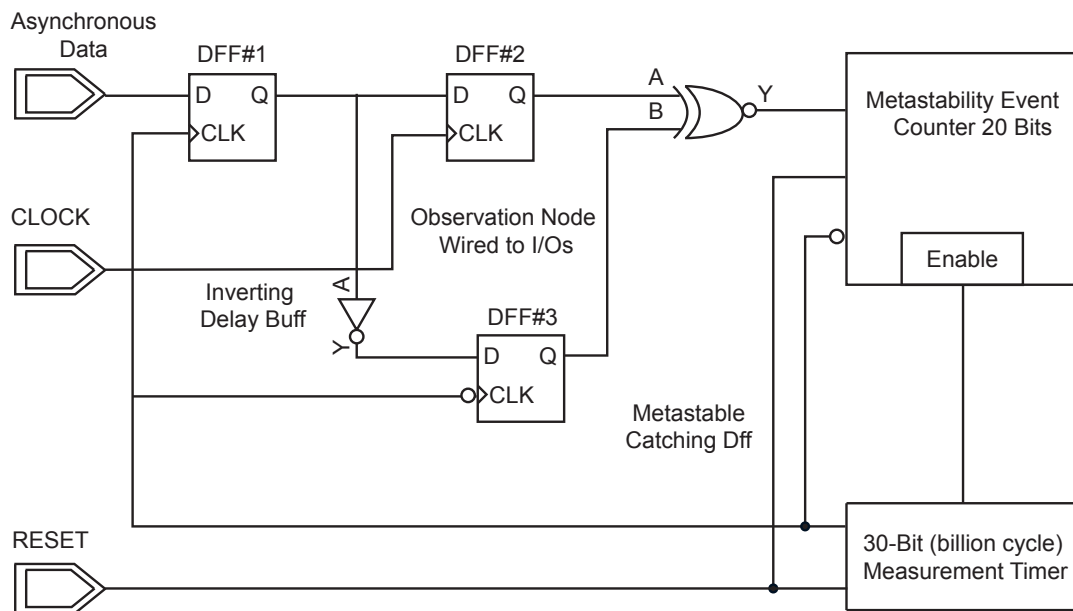 Asynchronous
Data
DFF#1
D Q
CLK
DFF#2
D Q
CLK
A
B
Y
Metastability Event
Counter 20 Bits
Enable
CLOCK
Observation Node
Wired to I/Os
Inverting
Delay Buff
A
Y
DFF#3
D Q
CLK
Metastable
Catching Dff
RESET
30-Bit (billion cycle)
Measurement Timer